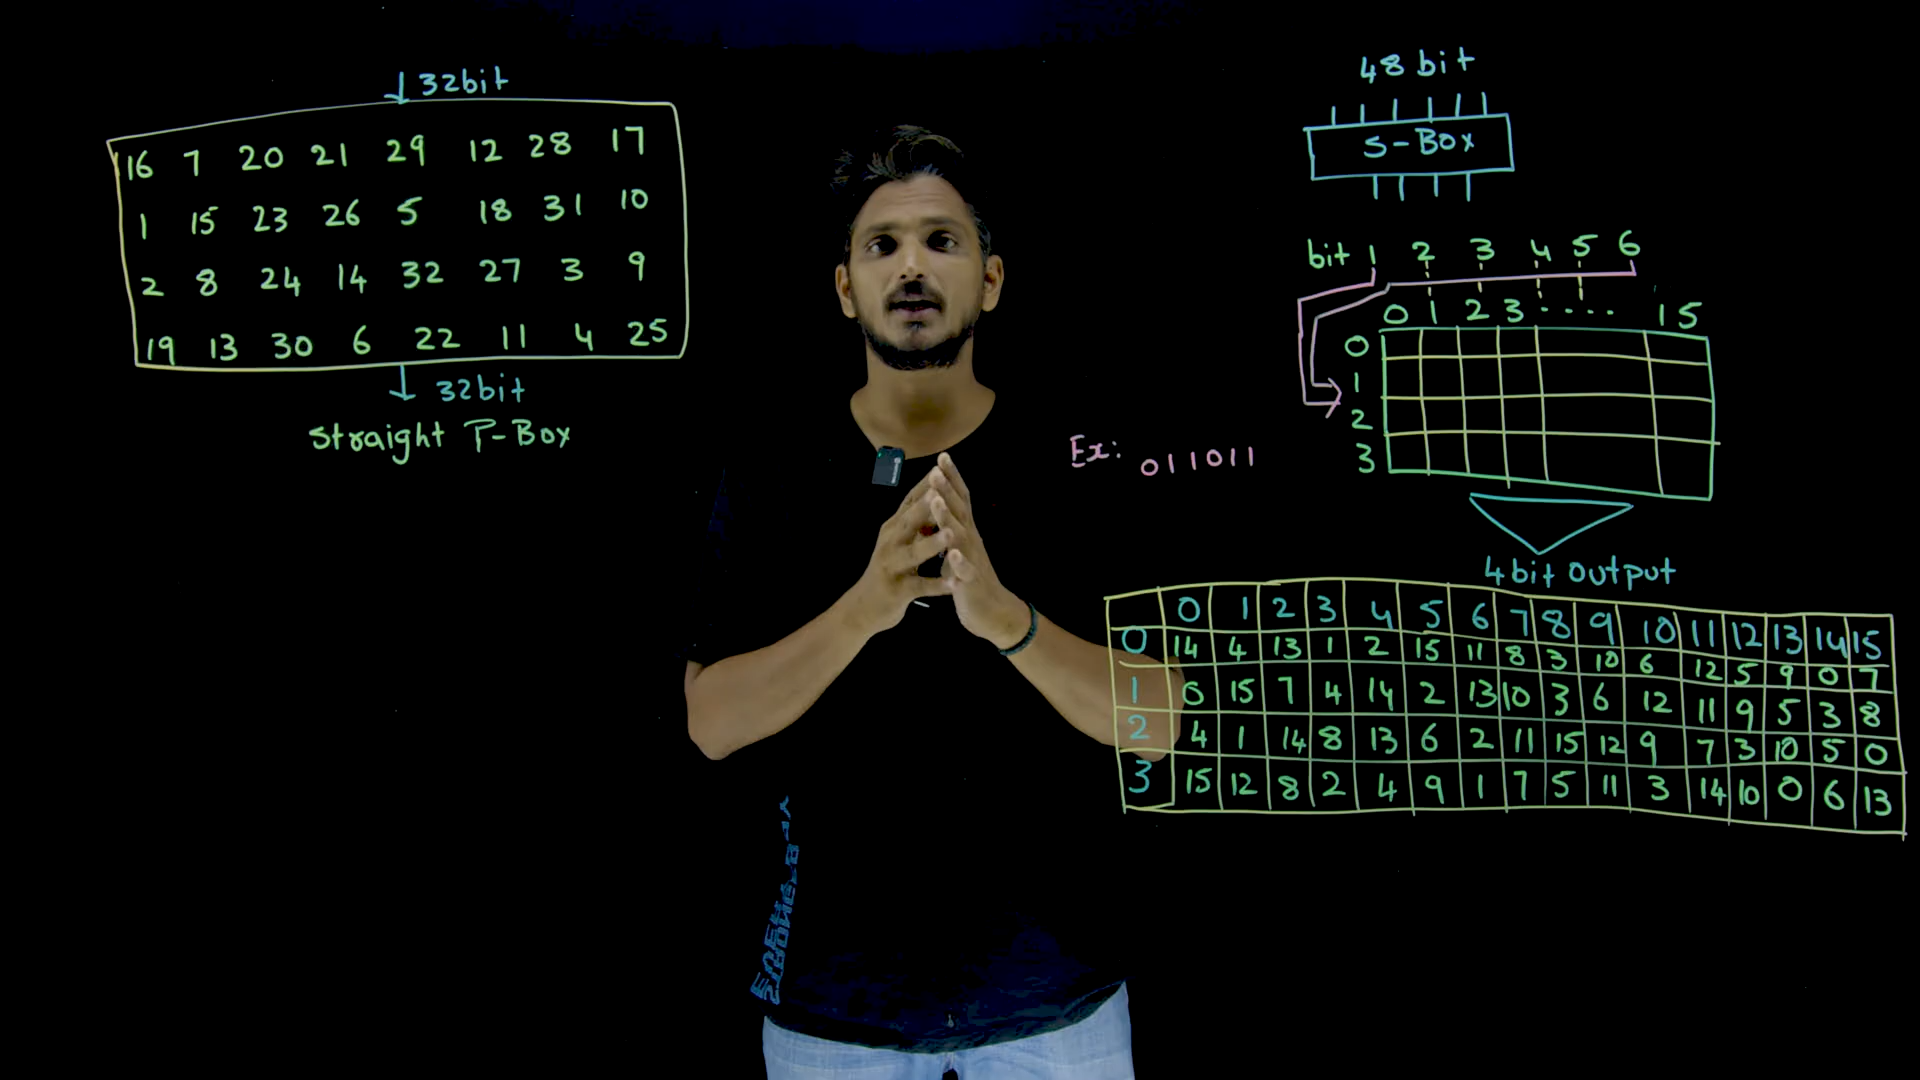 ↓ 32bit
16 7 20 21 29 12 28 17
1 15 23 26 5 18 31 10
2 8 24 14 32 27 3 9
19 13 30 6 22 11 4 25
↓ 32bit
Straight P-Box
48 bit
S-Box
bit 1 2 3 4 5 6
0 1 2 3 ..... 15
0
1
2
3
Ex: 011011
4bit output
0 1 2 3 4 5 6 7 8 9 10 11 12 13 14 15
0 14 4 13 1 2 15 11 8 3 10 6 12 5 9 0 7
1 0 15 7 4 14 2 13 10 3 6 12 11 9 5 3 8
2 4 1 14 8 13 6 2 11 15 12 9 7 3 10 5 0
3 15 12 8 2 4 9 1 7 5 11 3 14 10 0 6 13